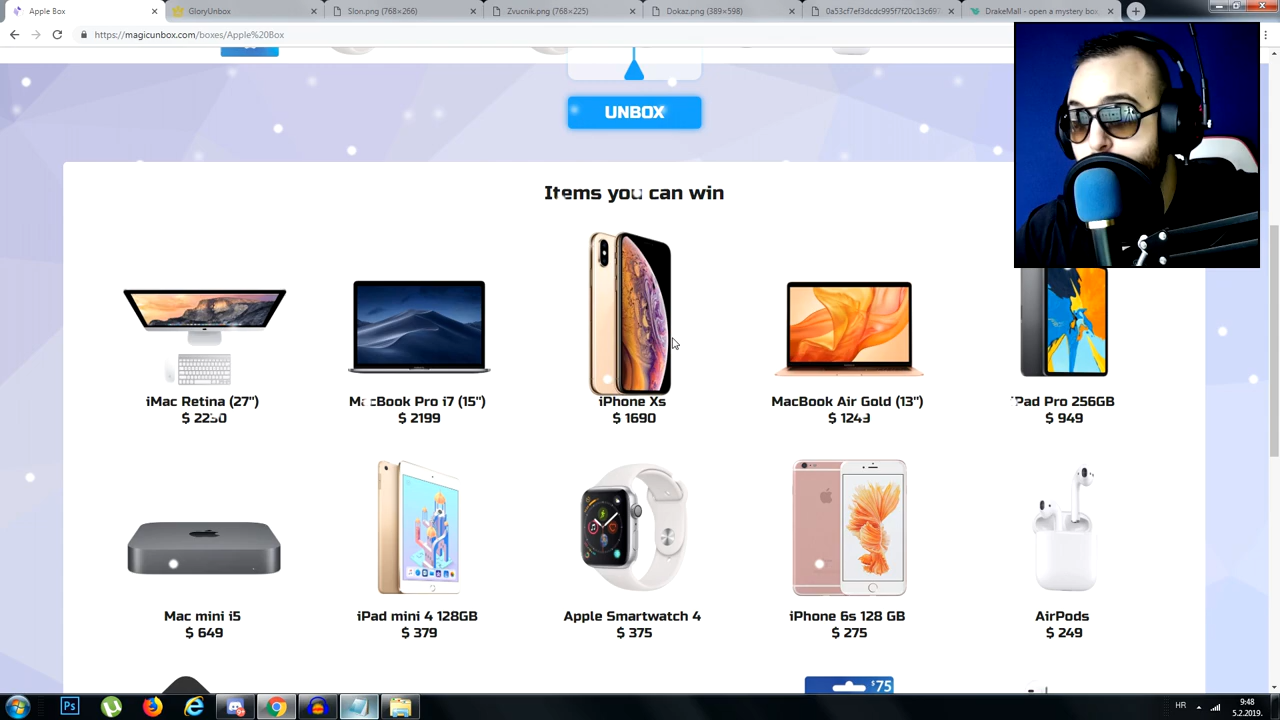 Apple Box
GloryUnbox
Slon.png (768×266)
Zvucnik.png (768×225)
Dokaz.png (389×598)
0a53cf7ef3dcdc995f7f20c13c697
DrakeMall - open a mystery box
https://magicunbox.com/boxes/Apple%20Box
UNBOX
Items you can win
iMac Retina (27") MacBook Pro i7 (15") iPhone Xs MacBook Air Gold (13") iPad Pro 256GB
$ 2250 $ 2199 $ 1690 $ 1249 $ 949
Mac mini i5 iPad mini 4 128GB Apple Smartwatch 4 iPhone 6s 128 GB AirPods
$ 649 $ 379 $ 375 $ 275 $ 249
$75
Ps
HR
9:48
5.2.2019.